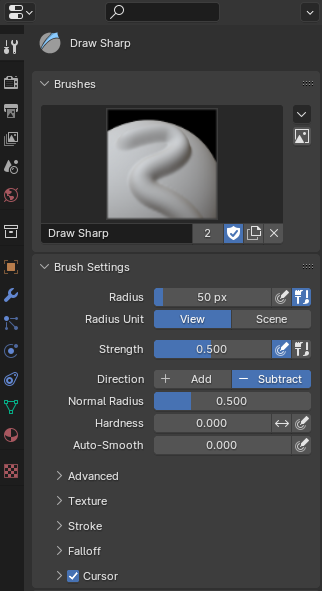 Draw Sharp
Brushes
Draw Sharp 2
Brush Settings
Radius 50 px
Radius Unit View Scene
Strength 0.500
Direction + Add − Subtract
Normal Radius 0.500
Hardness 0.000
Auto-Smooth 0.000
Advanced
Texture
Stroke
Falloff
Cursor